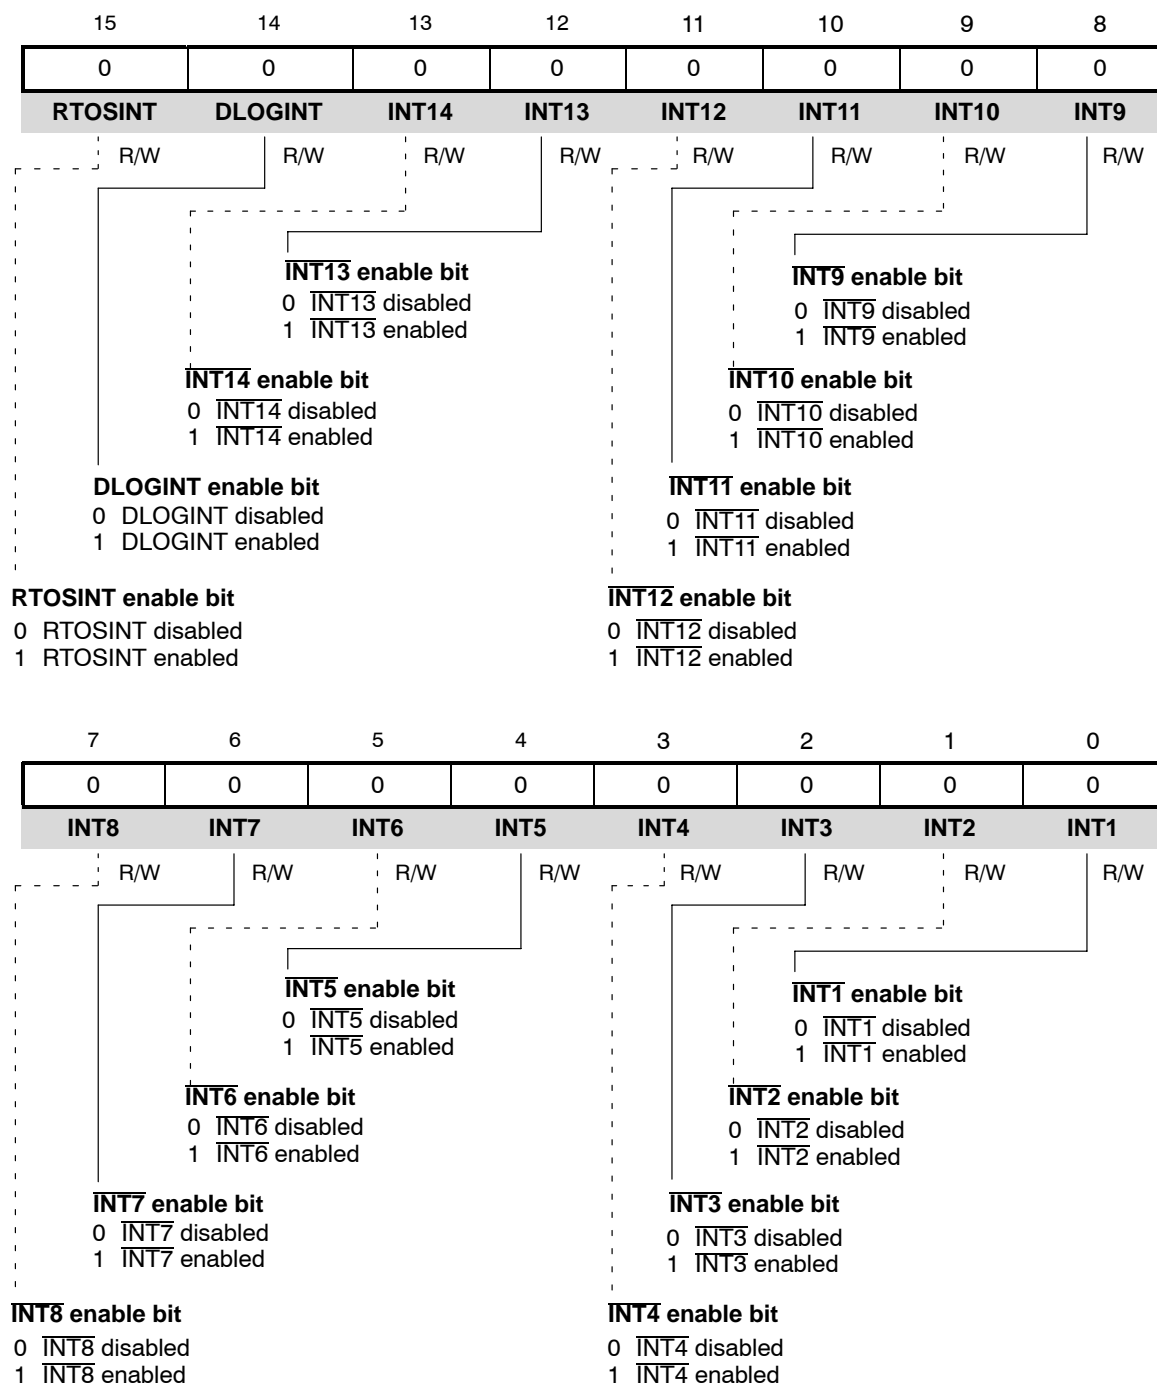 15 14 13 12 11 10 9 8
0 0 0 0 0 0 0 0
RTOSINT DLOGINT INT14 INT13 INT12 INT11 INT10 INT9
R/W R/W R/W R/W R/W R/W R/W R/W
INT13 enable bit
0 INT13 disabled
1 INT13 enabled
INT9 enable bit
0 INT9 disabled
1 INT9 enabled
INT14 enable bit
0 INT14 disabled
1 INT14 enabled
INT10 enable bit
0 INT10 disabled
1 INT10 enabled
DLOGINT enable bit
0 DLOGINT disabled
1 DLOGINT enabled
INT11 enable bit
0 INT11 disabled
1 INT11 enabled
RTOSINT enable bit
0 RTOSINT disabled
1 RTOSINT enabled
INT12 enable bit
0 INT12 disabled
1 INT12 enabled
7 6 5 4 3 2 1 0
0 0 0 0 0 0 0 0
INT8 INT7 INT6 INT5 INT4 INT3 INT2 INT1
R/W R/W R/W R/W R/W R/W R/W R/W
INT5 enable bit
0 INT5 disabled
1 INT5 enabled
INT1 enable bit
0 INT1 disabled
1 INT1 enabled
INT6 enable bit
0 INT6 disabled
1 INT6 enabled
INT2 enable bit
0 INT2 disabled
1 INT2 enabled
INT7 enable bit
0 INT7 disabled
1 INT7 enabled
INT3 enable bit
0 INT3 disabled
1 INT3 enabled
INT8 enable bit
0 INT8 disabled
1 INT8 enabled
INT4 enable bit
0 INT4 disabled
1 INT4 enabled